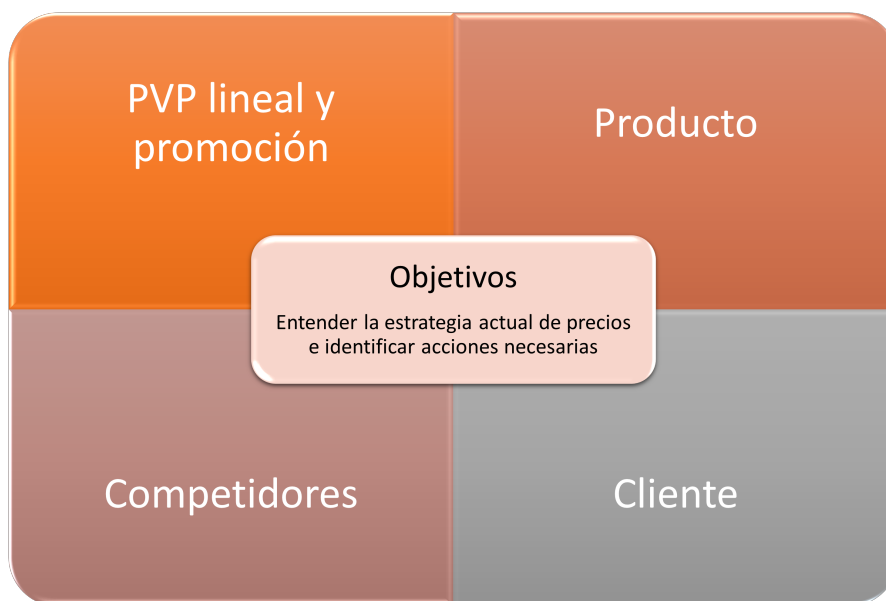 PVP lineal y
promoción
Producto
Objetivos
Entender la estrategia actual de precios
e identificar acciones necesarias
Competidores
Cliente